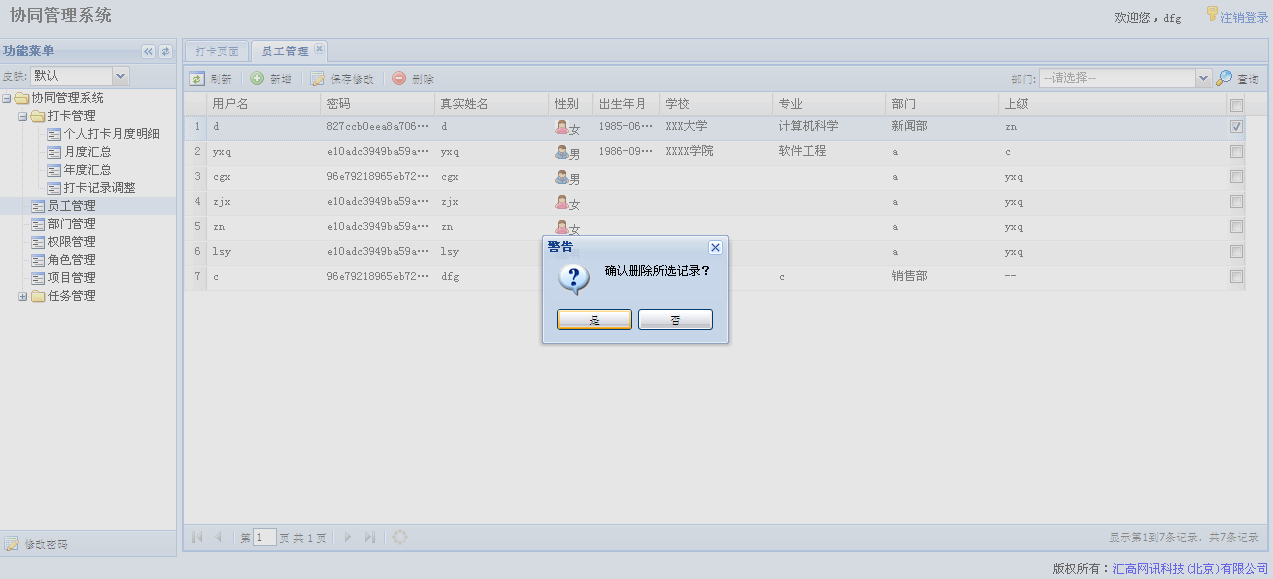 协同管理系统
欢迎您，dfg 注销登录
功能菜单
皮肤: 默认
协同管理系统
打卡管理
个人打卡月度明细
月度汇总
年度汇总
打卡记录调整
员工管理
部门管理
权限管理
角色管理
项目管理
任务管理
修改密码
打卡页面 员工管理
刷新 新增 保存修改 删除 部门: --请选择-- 查询
用户名 密码 真实姓名 性别 出生年月 学校 专业 部门 上级
1 d 827ccb0eea8a706… d 女 1985-06… XXX大学 计算机科学 新闻部 zn
2 yxq e10adc3949ba59a… yxq 男 1986-09… XXXX学院 软件工程 a c
3 cgx 96e79218965eb72… cgx 男 a yxq
4 zjx e10adc3949ba59a… zjx 女 a yxq
5 zn e10adc3949ba59a… zn 女 a yxq
6 lsy e10adc3949ba59a… lsy a yxq
7 c 96e79218965eb72… dfg c 销售部 --
警告
确认删除所选记录？
是 否
第 1 页 共 1 页
显示第1到7条记录，共7条记录
版权所有：汇高网讯科技(北京)有限公司